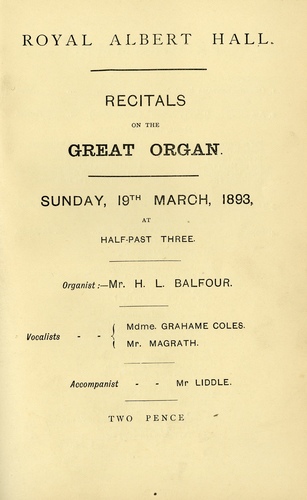 ROYAL ALBERT HALL.
RECITALS
ON THE
GREAT ORGAN.
SUNDAY, 19TH MARCH, 1893,
AT
HALF-PAST THREE.
Organist:—Mr. H. L. BALFOUR.
Vocalists - - { Mdme. GRAHAME COLES.
Mr. MAGRATH.
Accompanist - - Mr LIDDLE.
TWO PENCE